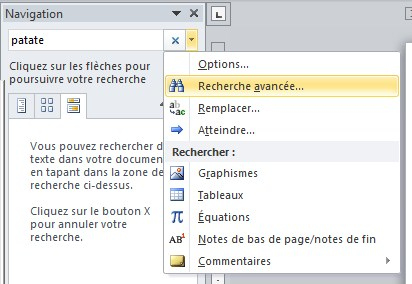 Navigation
patate
Cliquez sur les flèches pour
poursuivre votre recherche
Options...
Recherche avancée...
Remplacer...
Atteindre...
Rechercher :
Graphismes
Tableaux
Équations
Notes de bas de page/notes de fin
Commentaires
Vous pouvez rechercher d
texte dans votre documen
en tapant dans la zone de
recherche ci-dessus.
Cliquez sur le bouton X
pour annuler votre
recherche.